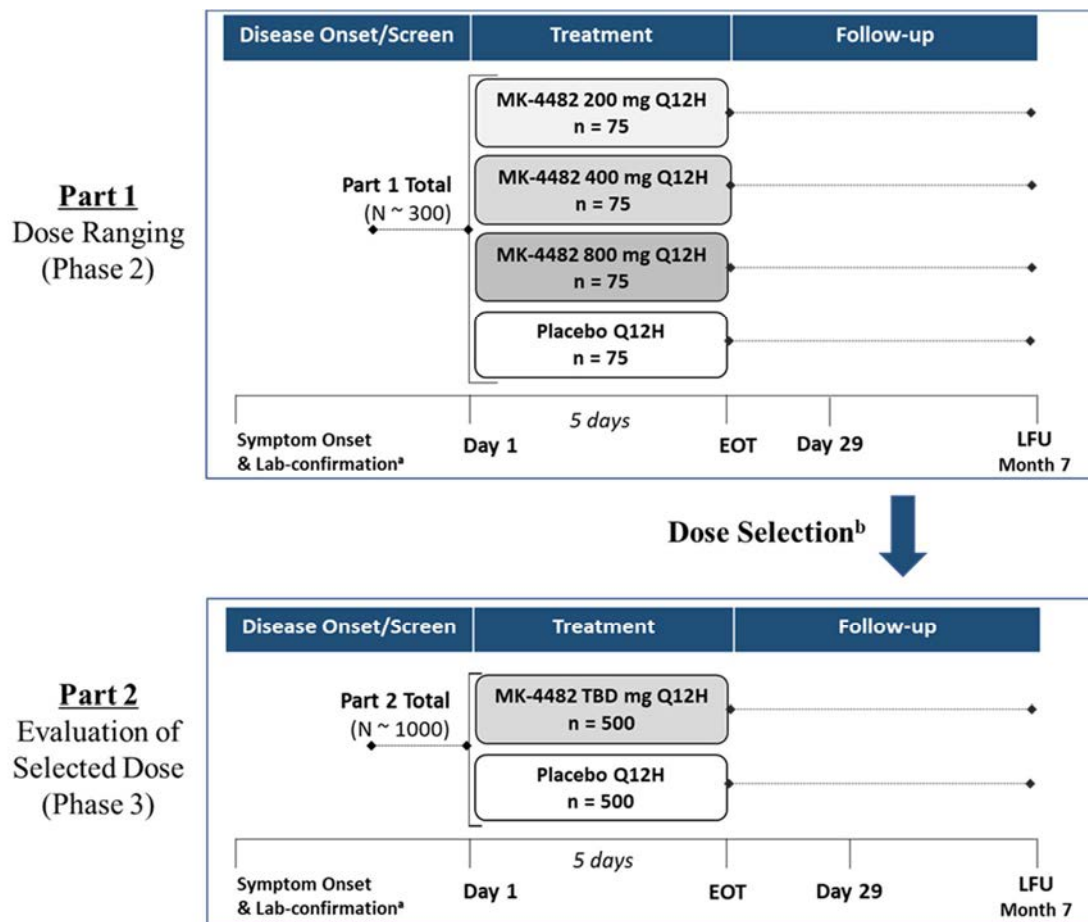 Disease Onset/Screen Treatment Follow-up
MK-4482 200 mg Q12H
n = 75
MK-4482 400 mg Q12H
n = 75
Part 1 Total
(N ~ 300)
MK-4482 800 mg Q12H
n = 75
Placebo Q12H
n = 75
Part 1
Dose Ranging
(Phase 2)
5 days
Symptom Onset
& Lab-confirmationᵃ
Day 1
EOT
Day 29
LFU
Month 7
Dose Selectionᵇ
Disease Onset/Screen Treatment Follow-up
Part 2 Total
(N ~ 1000)
MK-4482 TBD mg Q12H
n = 500
Placebo Q12H
n = 500
Part 2
Evaluation of
Selected Dose
(Phase 3)
5 days
Symptom Onset
& Lab-confirmationᵃ
Day 1
EOT
Day 29
LFU
Month 7